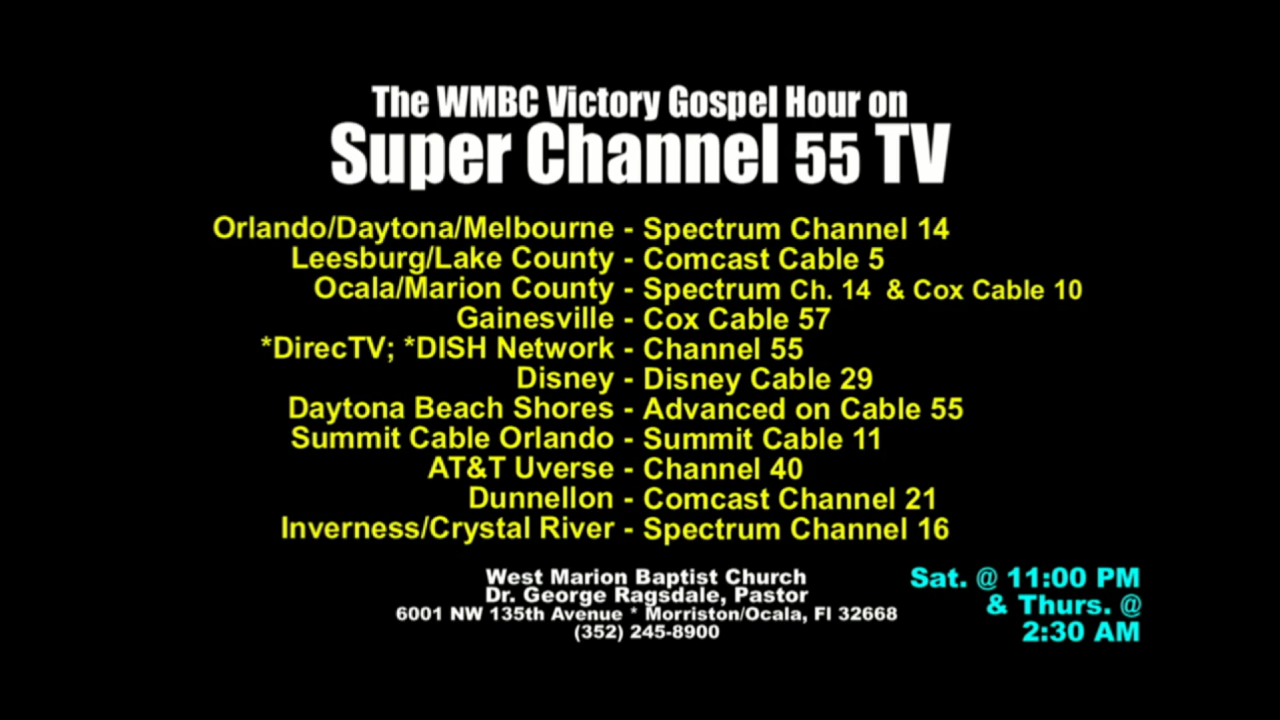 The WMBC Victory Gospel Hour on
Super Channel 55 TV
Orlando/Daytona/Melbourne - Spectrum Channel 14
Leesburg/Lake County - Comcast Cable 5
Ocala/Marion County - Spectrum Ch. 14 & Cox Cable 10
Gainesville - Cox Cable 57
*DirecTV; *DISH Network - Channel 55
Disney - Disney Cable 29
Daytona Beach Shores - Advanced on Cable 55
Summit Cable Orlando - Summit Cable 11
AT&T Uverse - Channel 40
Dunnellon - Comcast Channel 21
Inverness/Crystal River - Spectrum Channel 16
West Marion Baptist Church
Dr. George Ragsdale, Pastor
6001 NW 135th Avenue * Morriston/Ocala, Fl 32668
(352) 245-8900
Sat. @ 11:00 PM
& Thurs. @
2:30 AM